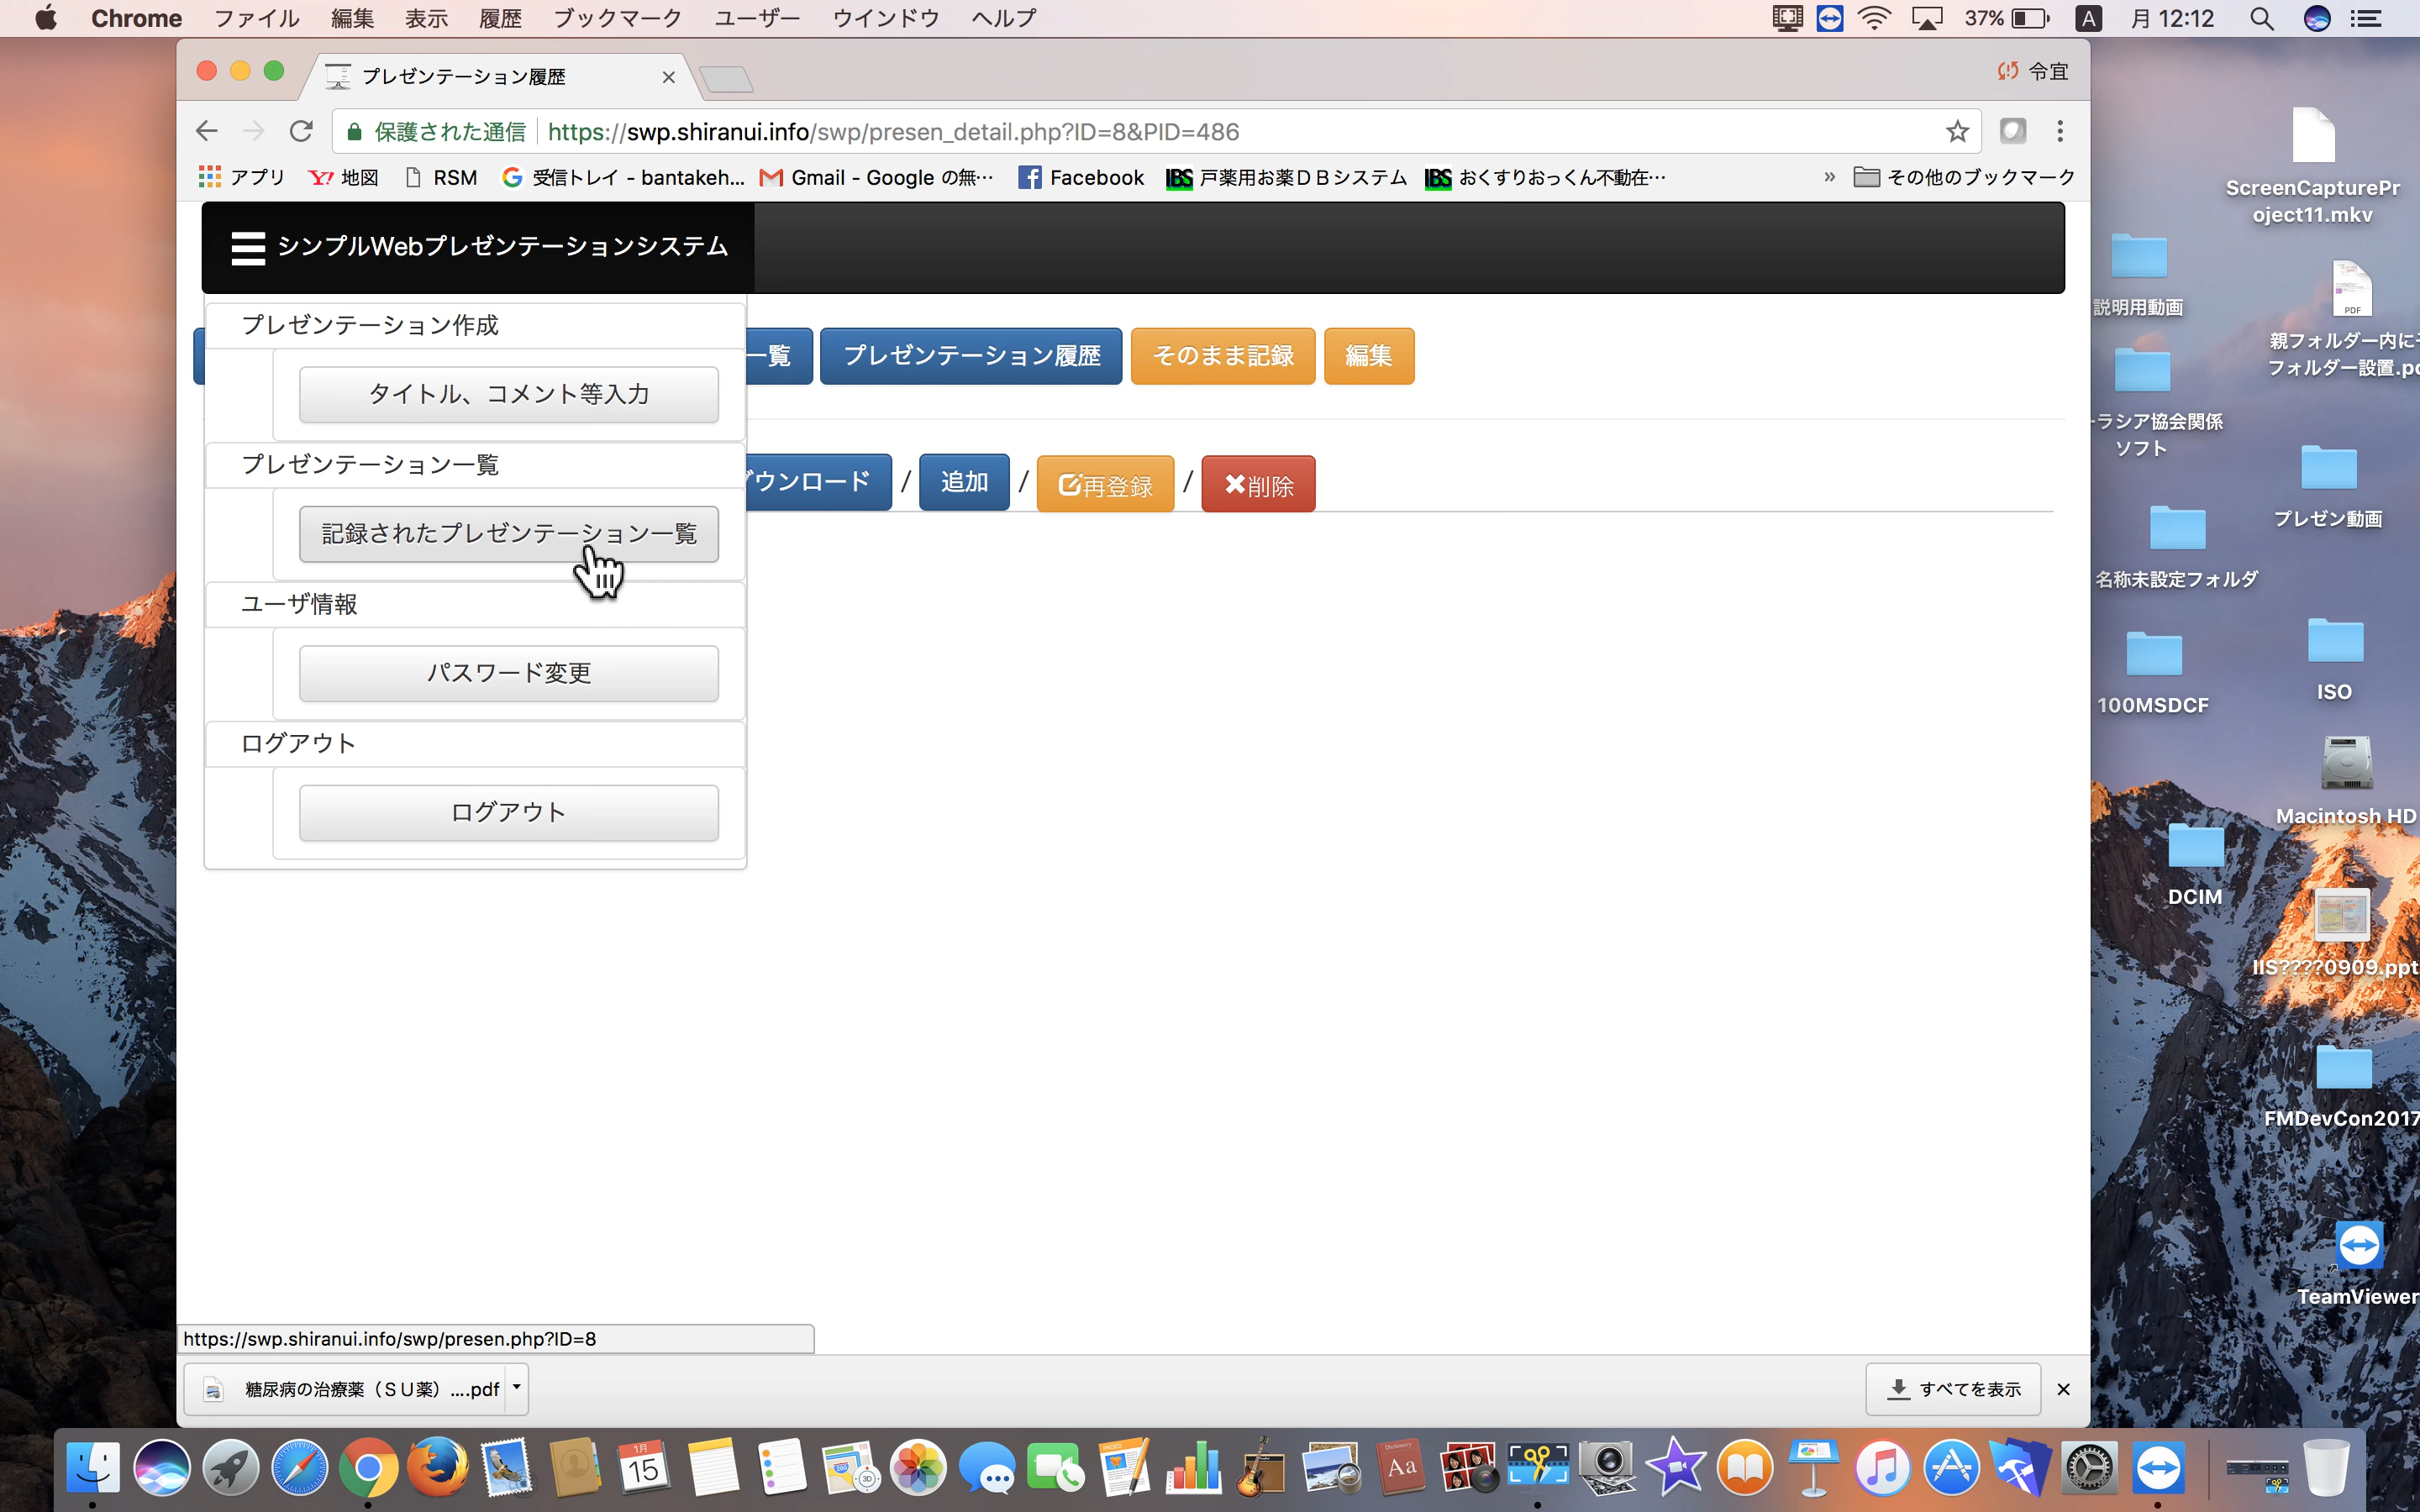 Chrome ファイル 編集 表示 履歴 ブックマーク ユーザー ウインドウ ヘルプ 37% A 月 12:12
プレゼンテーション履歴 令宜
保護された通信 https://swp.shiranui.info/swp/presen_detail.php?ID=8&PID=486
アプリ 地図 RSM 受信トレイ - bantakeh... Gmail - Google の無… Facebook IBS 戸薬用お薬ＤＢシステム IBS おくすりおっくん不動在… » その他のブックマーク
シンプルWebプレゼンテーションシステム
プレゼンテーション作成
一覧 プレゼンテーション履歴 そのまま記録 編集
タイトル、コメント等入力
プレゼンテーション一覧
ウンロード / 追加 / 再登録 / 削除
記録されたプレゼンテーション一覧
ユーザ情報
パスワード変更
ログアウト
ログアウト
https://swp.shiranui.info/swp/presen.php?ID=8
糖尿病の治療薬（ＳＵ薬）....pdf すべてを表示
ScreenCapturePr
oject11.mkv
説明用動画
PDF
親フォルダー内に
フォルダー設置.p
ラシア協会関係
ソフト
プレゼン動画
名称未設定フォルダ
ISO
100MSDCF
Macintosh HD
DCIM
IIS????0909.ppt
FMDevCon2017
TeamViewer
1月
15
3D
PAGES
Dictionary
Aa